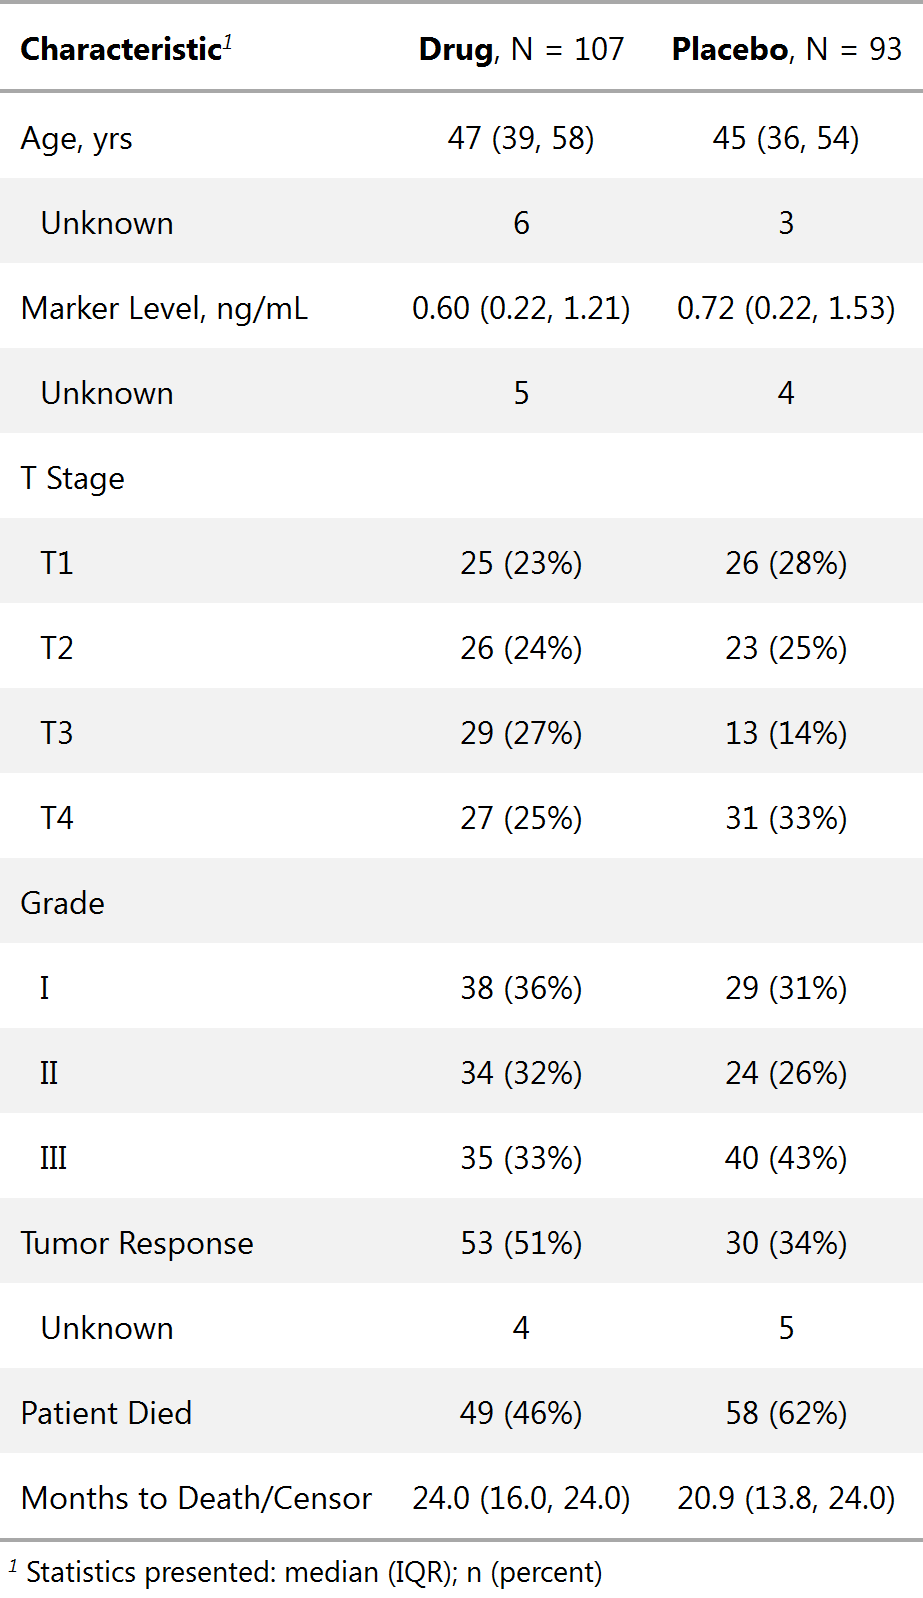 Characteristic1 Drug, N = 107 Placebo, N = 93
Age, yrs 47 (39, 58) 45 (36, 54)
Unknown 6 3
Marker Level, ng/mL 0.60 (0.22, 1.21) 0.72 (0.22, 1.53)
Unknown 5 4
T Stage
T1 25 (23%) 26 (28%)
T2 26 (24%) 23 (25%)
T3 29 (27%) 13 (14%)
T4 27 (25%) 31 (33%)
Grade
I 38 (36%) 29 (31%)
II 34 (32%) 24 (26%)
III 35 (33%) 40 (43%)
Tumor Response 53 (51%) 30 (34%)
Unknown 4 5
Patient Died 49 (46%) 58 (62%)
Months to Death/Censor 24.0 (16.0, 24.0) 20.9 (13.8, 24.0)
1 Statistics presented: median (IQR); n (percent)